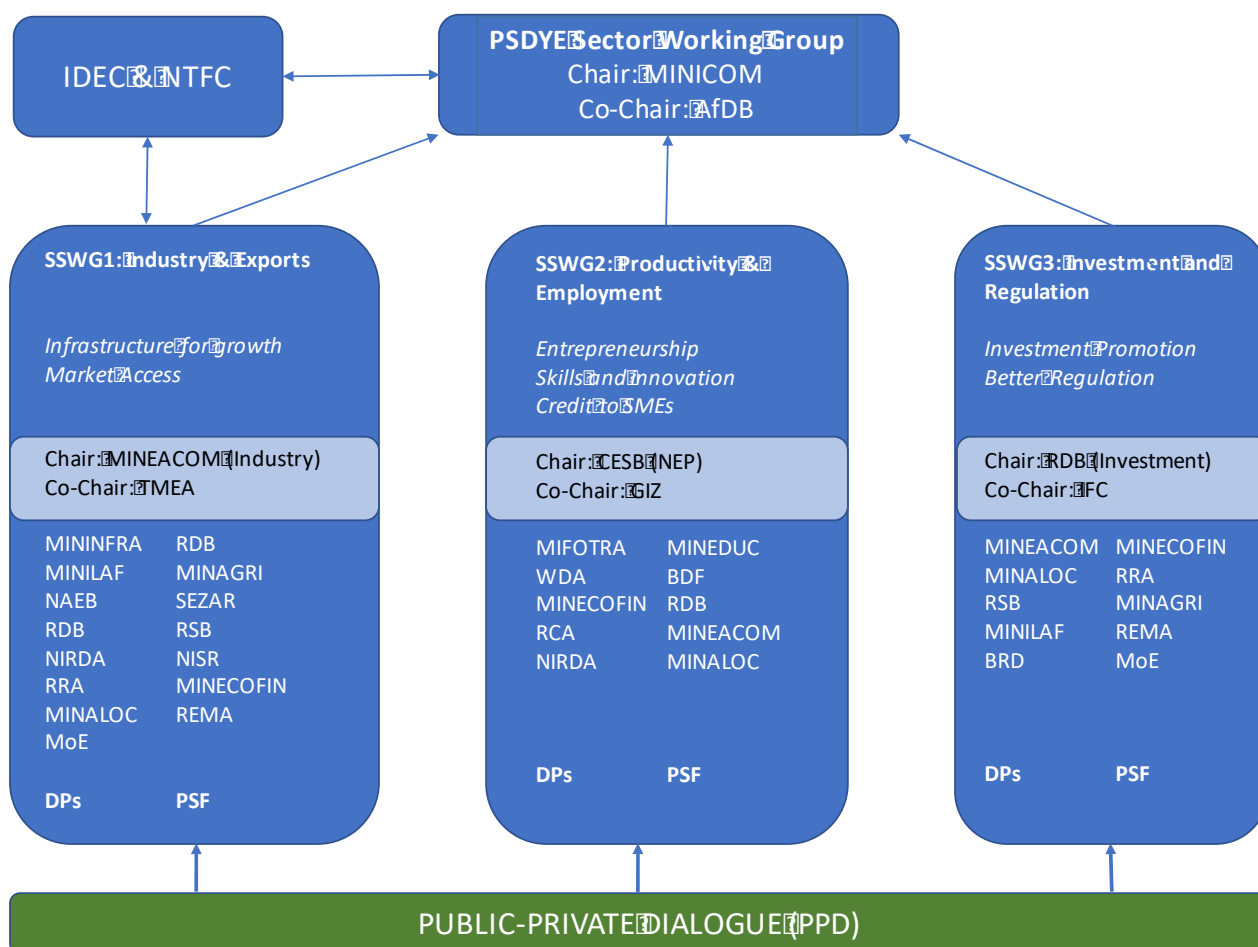 IDEC & NTFC
PSDYE Sector Working Group
Chair: MINICOM
Co-Chair: AfDB
SSWG1: Industry & Exports
Infrastructure for growth
Market Access
Chair: MINEACOM (Industry)
Co-Chair: TMEA
MININFRA RDB
MINILAF MINAGRI
NAEB SEZAR
RDB RSB
NIRDA NISR
RRA MINECOFIN
MINALOC REMA
MoE
DPs PSF
SSWG2: Productivity &
Employment
Entrepreneurship
Skills and innovation
Credit to SMEs
Chair: CESB (NEP)
Co-Chair: GIZ
MIFOTRA MINEDUC
WDA BDF
MINECOFIN RDB
RCA MINEACOM
NIRDA MINALOC
DPs PSF
SSWG3: Investment and
Regulation
Investment Promotion
Better Regulation
Chair: RDB (Investment)
Co-Chair: IFC
MINEACOM MINECOFIN
MINALOC RRA
RSB MINAGRI
MINILAF REMA
BRD MoE
DPs PSF
PUBLIC-PRIVATE DIALOGUE (PPD)